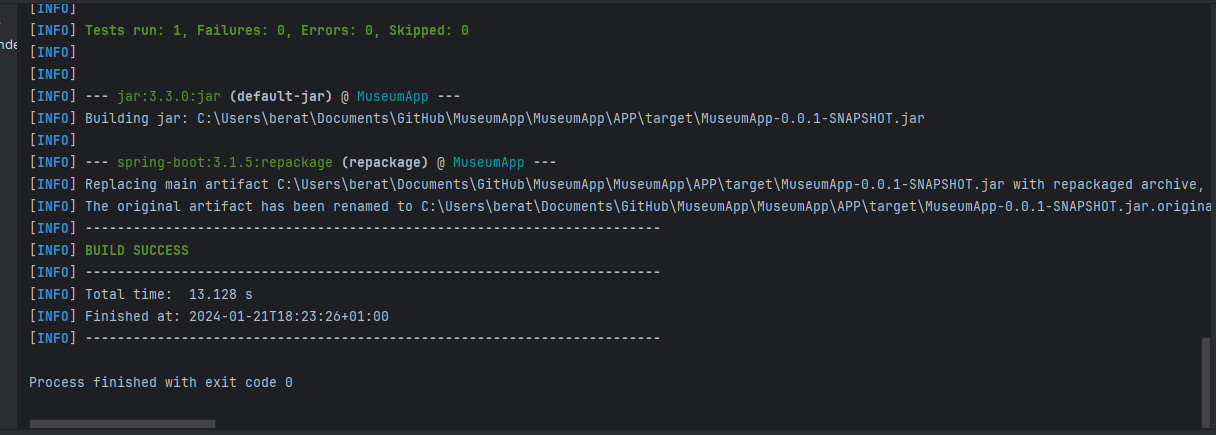 [INFO]
[INFO] Tests run: 1, Failures: 0, Errors: 0, Skipped: 0
[INFO]
[INFO]
[INFO] --- jar:3.3.0:jar (default-jar) @ MuseumApp ---
[INFO] Building jar: C:\Users\berat\Documents\GitHub\MuseumApp\MuseumApp\APP\target\MuseumApp-0.0.1-SNAPSHOT.jar
[INFO]
[INFO] --- spring-boot:3.1.5:repackage (repackage) @ MuseumApp ---
[INFO] Replacing main artifact C:\Users\berat\Documents\GitHub\MuseumApp\MuseumApp\APP\target\MuseumApp-0.0.1-SNAPSHOT.jar with repackaged archive,
[INFO] The original artifact has been renamed to C:\Users\berat\Documents\GitHub\MuseumApp\MuseumApp\APP\target\MuseumApp-0.0.1-SNAPSHOT.jar.origina
[INFO] ------------------------------------------------------------------------
[INFO] BUILD SUCCESS
[INFO] ------------------------------------------------------------------------
[INFO] Total time:  13.128 s
[INFO] Finished at: 2024-01-21T18:23:26+01:00
[INFO] ------------------------------------------------------------------------
Process finished with exit code 0